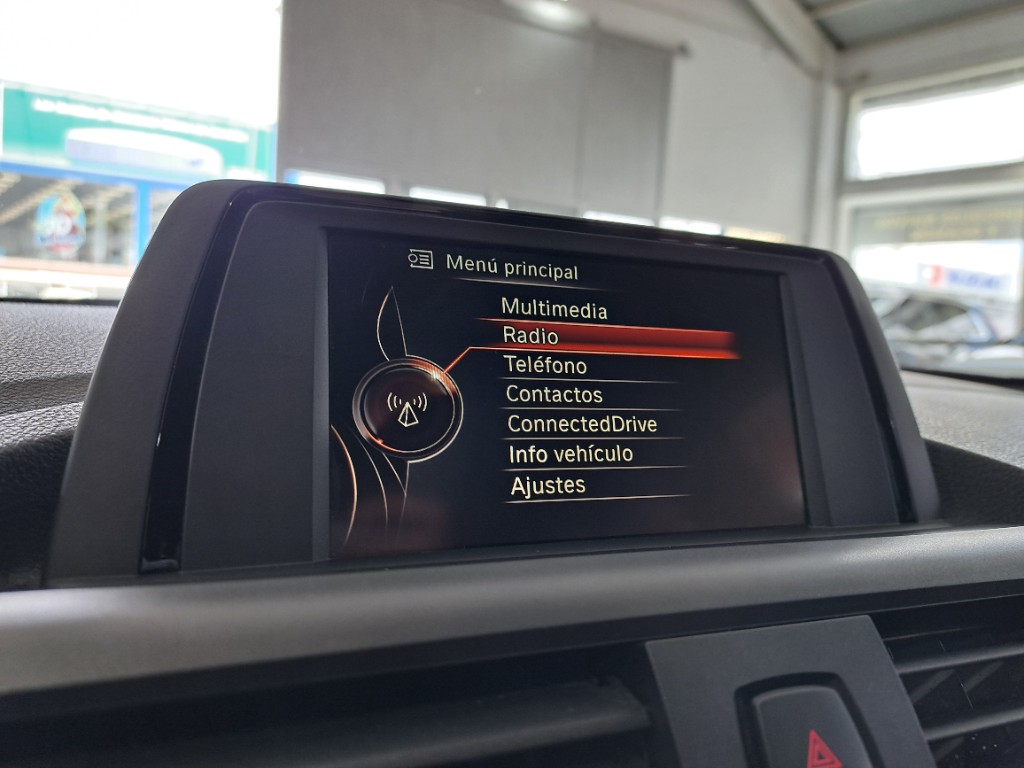 Menú principal
Multimedia
Radio
Teléfono
Contactos
ConnectedDrive
Info vehículo
Ajustes